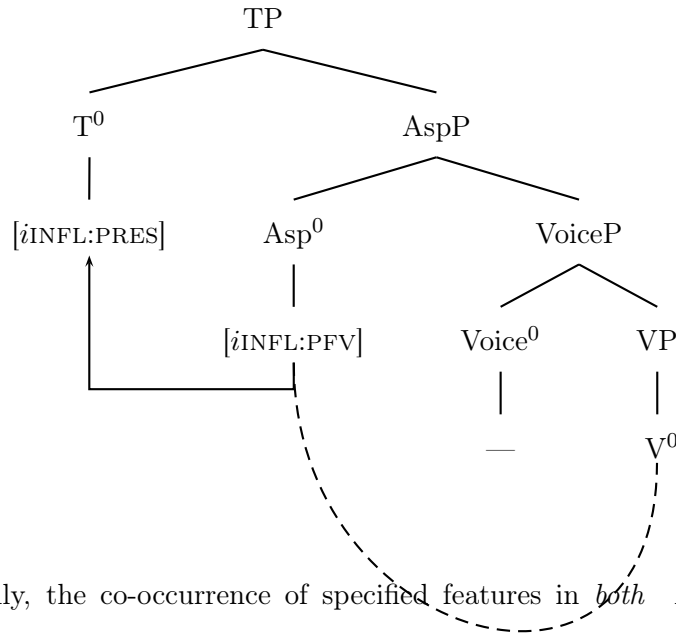 TP
T⁰ AspP
[iINFL:PRES] Asp⁰ VoiceP
[iINFL:PFV] Voice⁰ VP
— V⁰
the co-occurrence of specified features in both